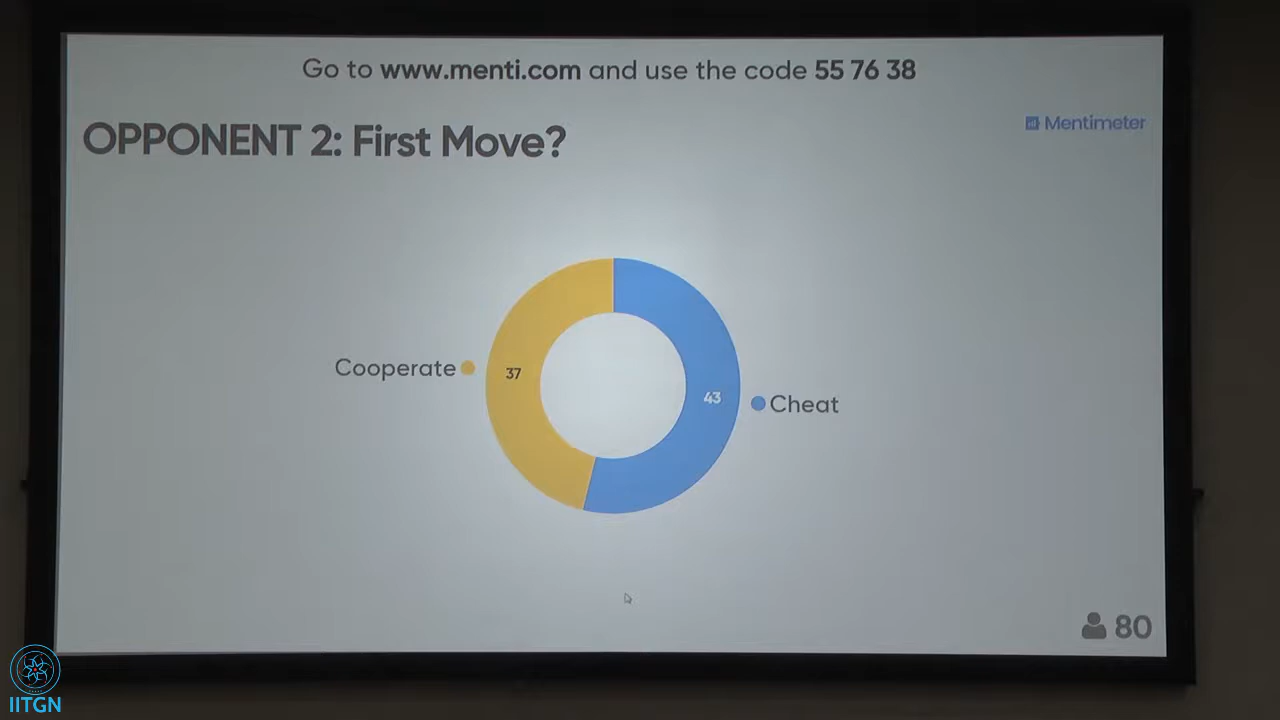 Go to www.menti.com and use the code 55 76 38
Mentimeter
OPPONENT 2: First Move?
Cooperate
37
43
Cheat
80
IITGN